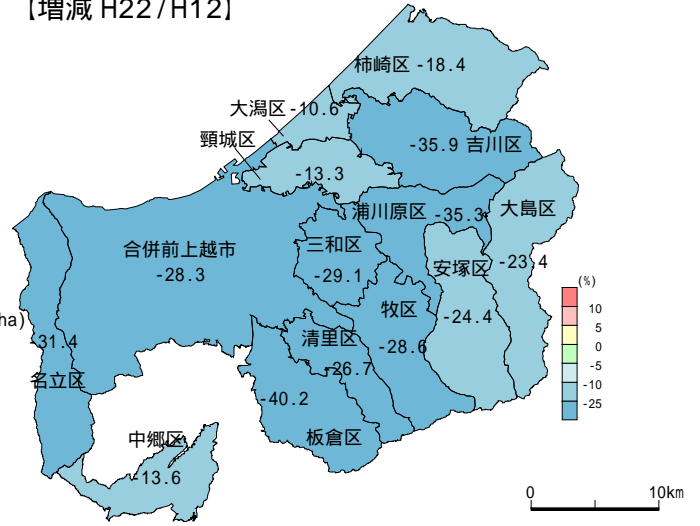 【増減 H22/H12】
柿崎区 -18.4
大潟区 -10.6
頸城区
-13.3
-35.9 吉川区
浦川原区 -35.3
大島区
-23.4
合併前上越市
-28.3
三和区
-29.1
安塚区
-24.4
牧区
-28.6
清里区
-26.7
-40.2
板倉区
ha)
-31.4
名立区
中郷区
-13.6
(%)
10
5
0
-5
-10
-25
0 10km